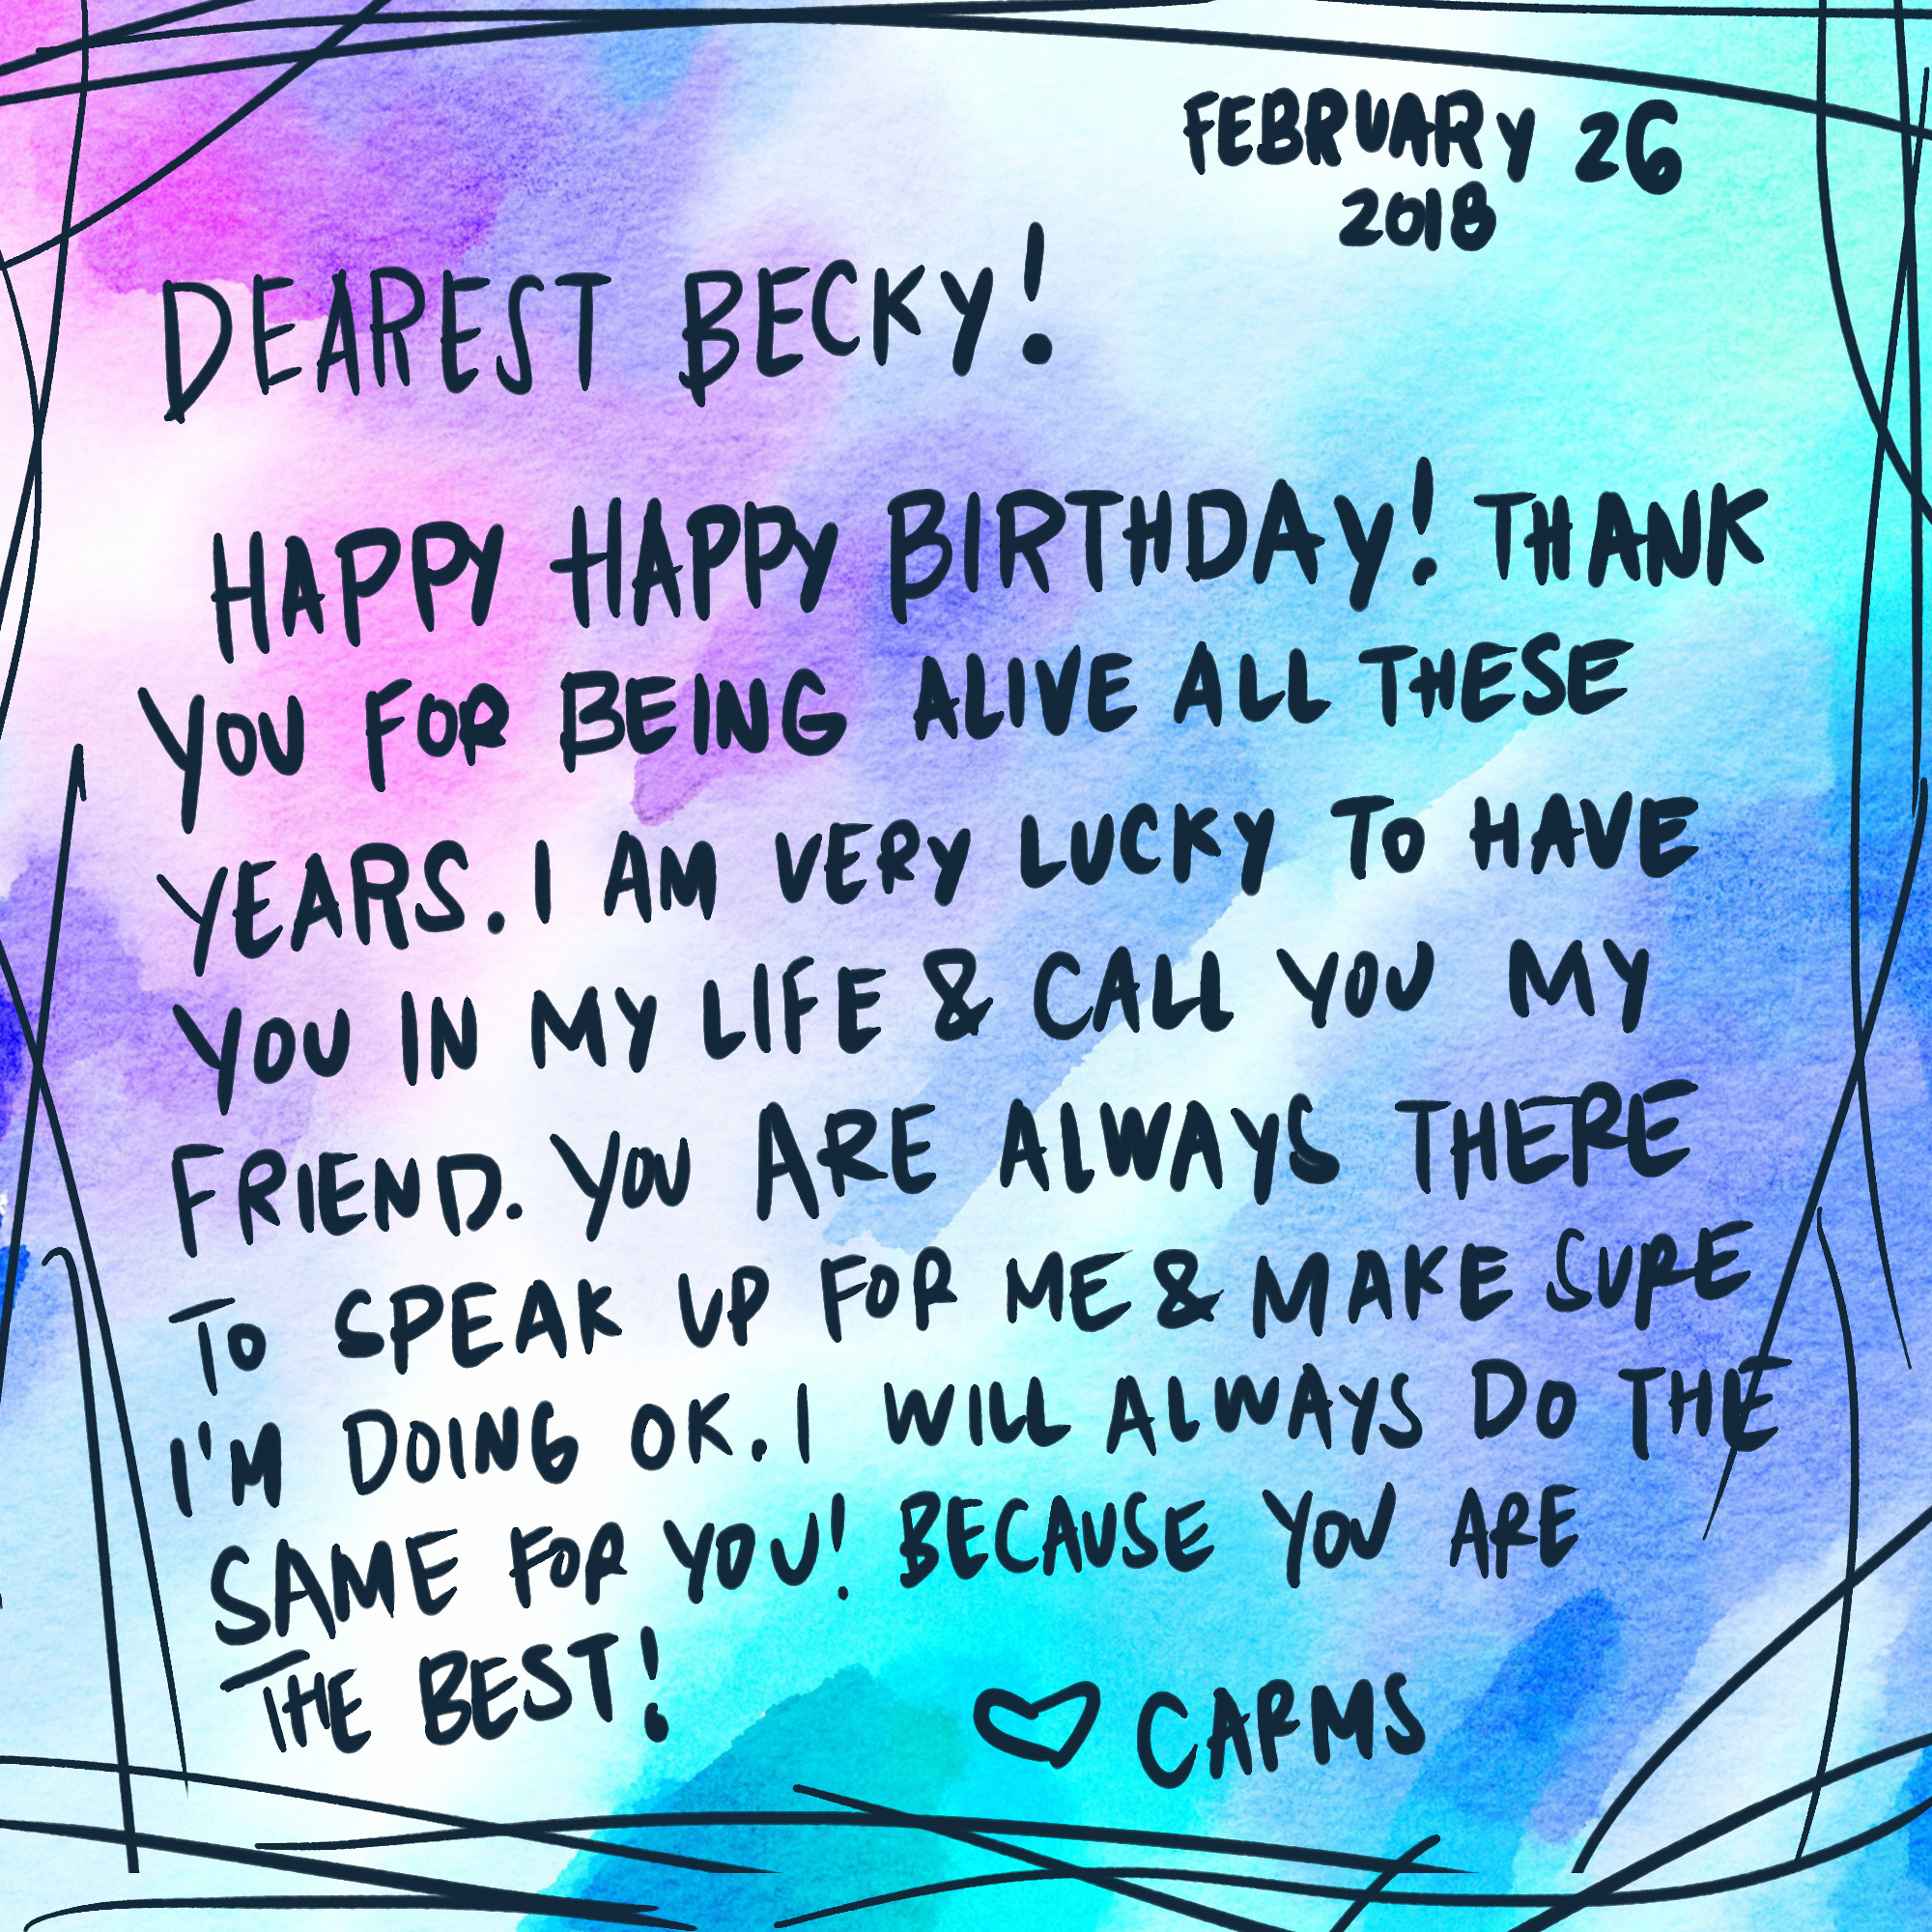 FEBRUARY 26
2018
DEAREST BECKY!
HAPPY HAPPY BIRTHDAY! THANK
YOU FOR BEING ALIVE ALL THESE
YEARS. I AM VERY LUCKY TO HAVE
YOU IN MY LIFE & CALL YOU MY
FRIEND. YOU ARE ALWAYS THERE
TO SPEAK UP FOR ME & MAKE SURE
I'M DOING OK. I WILL ALWAYS DO THE
SAME FOR YOU! BECAUSE YOU ARE
THE BEST!
♡ CARMS